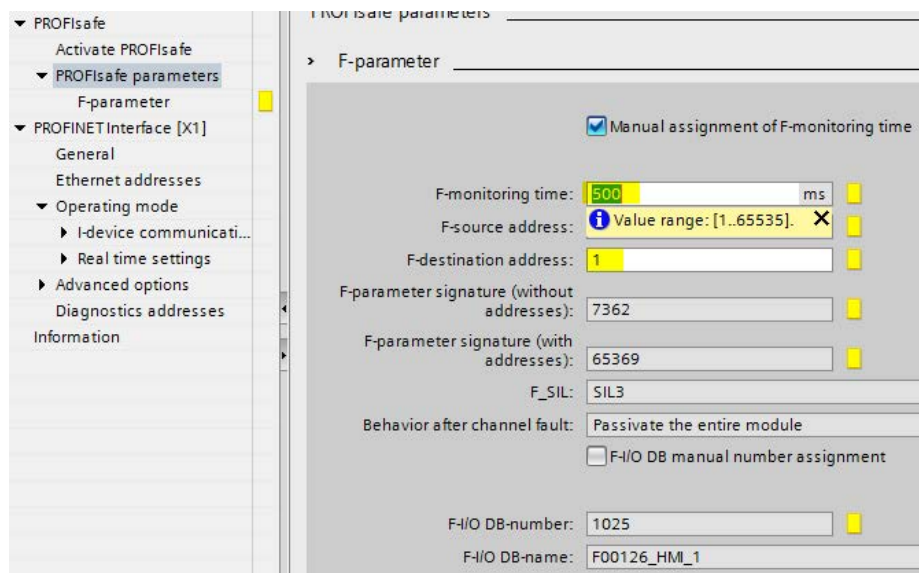 PROFIsafe
Activate PROFIsafe
PROFIsafe parameters
F-parameter
PROFINET Interface [X1]
General
Ethernet addresses
Operating mode
I-device communicati...
Real time settings
Advanced options
Diagnostics addresses
Information
PROFIsafe parameters
F-parameter
Manual assignment of F-monitoring time
F-monitoring time: 500 ms
F-source address: Value range: [1..65535].
F-destination address: 1
F-parameter signature (without
addresses): 7362
F-parameter signature (with
addresses): 65369
F_SIL: SIL3
Behavior after channel fault: Passivate the entire module
F-I/O DB manual number assignment
F-I/O DB-number: 1025
F-I/O DB-name: F00126_HMI_1